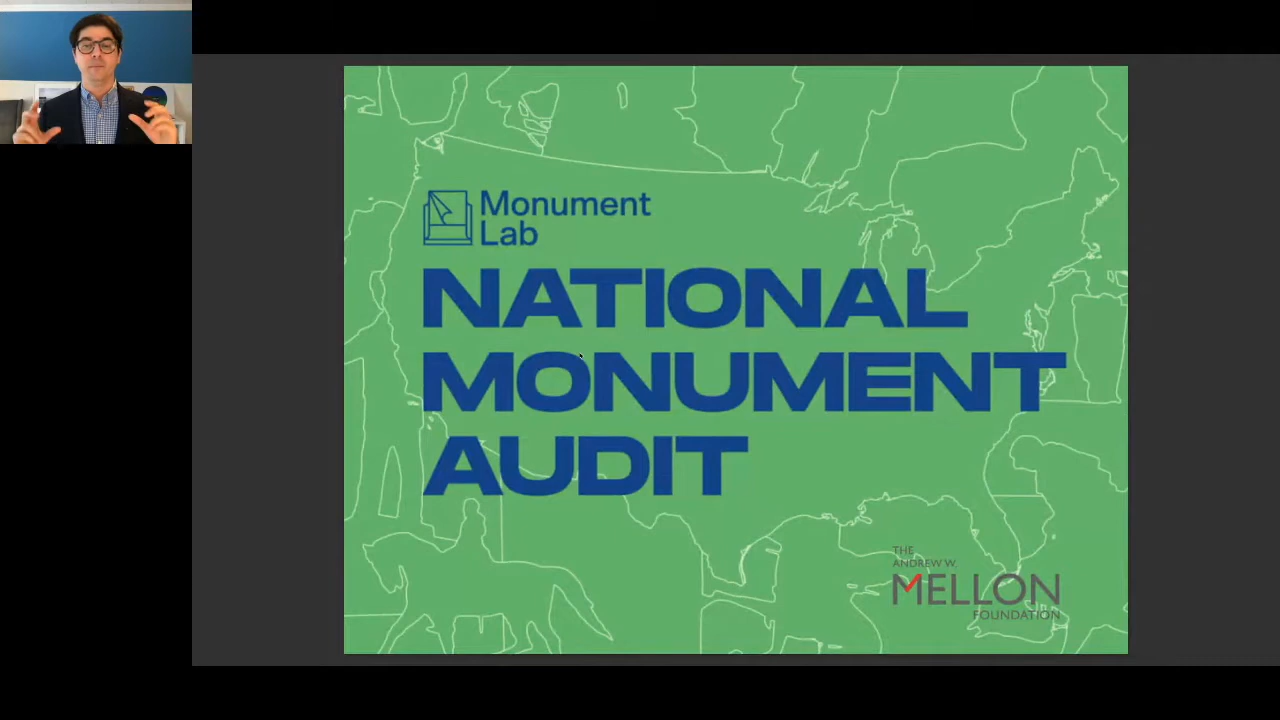 Monument
Lab
NATIONAL
MONUMENT
AUDIT
THE
ANDREW W.
MELLON
FOUNDATION